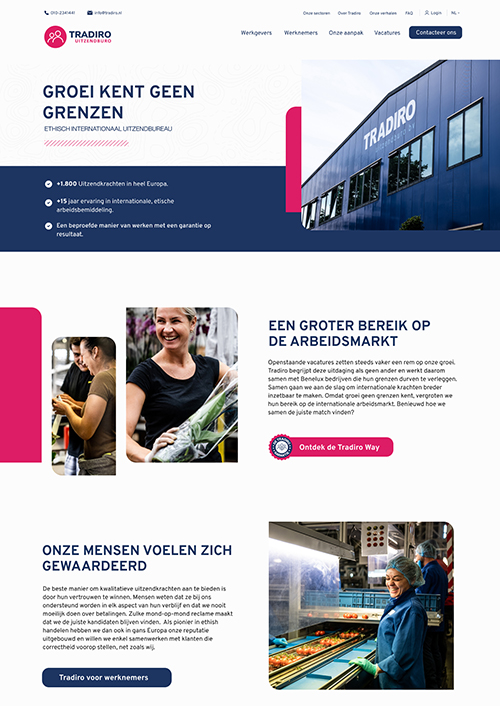 010-2341441 info@tradiro.nl Onze sectoren Over Tradiro Onze verhalen FAQ Login NL
TRADIRO
UITZENDBURO
Werkgevers Werknemers Onze aanpak Vacatures Contacteer ons
GROEI KENT GEEN
GRENZEN
ETHISCH INTERNATIONAAL UITZENDBUREAU
TRADIRO
+1.800 Uitzendkrachten in heel Europa.
+15 jaar ervaring in internationale, etische
arbeidsbemiddeling.
Een beproefde manier van werken met een garantie op
resultaat.
EEN GROTER BEREIK OP
DE ARBEIDSMARKT
Openstaande vacatures zetten steeds vaker een rem op onze groei.
Tradiro begrijpt deze uitdaging als geen ander en werkt daarom
samen met Benelux bedrijven die hun grenzen durven te verleggen.
Samen gaan we aan de slag om internationale krachten breder
inzetbaar te maken. Omdat groei geen grenzen kent, vergroten we
hun bereik op de internationale arbeidsmarkt. Benieuwd hoe we
samen de juiste match vinden?
Ontdek de Tradiro Way
ONZE MENSEN VOELEN ZICH
GEWAARDEERD
De beste manier om kwalitatieve uitzendkrachten aan te bieden is
door hun vertrouwen te winnen. Mensen weten dat ze bij ons
ondersteund worden in elk aspect van hun verblijf en dat we nooit
moeilijk doen over betalingen. Zulke mond-op-mond reclame maakt
dat we de juiste kandidaten blijven vinden. Als pionier in ethish
handelen hebben we dan ook in gans Europa onze reputatie
uitgebouwd en willen we enkel samenwerken met klanten die
correctheid voorop stellen, net zoals wij.
Tradiro voor werknemers